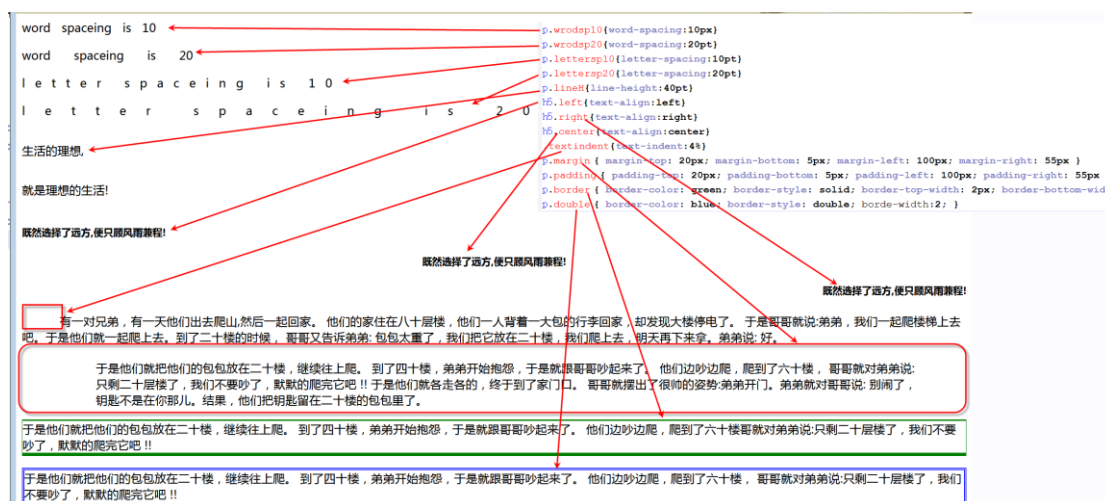 word spaceing is 10
word spaceing is 20
letter spaceing is 10
letter spaceing is 20
生活的理想,
就是理想的生活!
既然选择了远方,便只顾风雨兼程!
既然选择了远方,便只顾风雨兼程!
既然选择了远方,便只顾风雨兼程!
有一对兄弟，有一天他们出去爬山,然后一起回家。 他们的家住在八十层楼，他们一人背着一大包的行李回家，却发现大楼停电了。 于是哥哥就说:弟弟，我们一起爬楼梯上去
吧。于是他们就一起爬上去。到了二十楼的时候， 哥哥又告诉弟弟: 包包太重了，我们把它放在二十楼，我们爬上去，明天再下来拿。弟弟说: 好。
于是他们就把他们的包包放在二十楼，继续往上爬。 到了四十楼，弟弟开始抱怨，于是就跟哥哥吵起来了。 他们边吵边爬，爬到了六十楼， 哥哥就对弟弟说:
只剩二十层楼了，我们不要吵了，默默的爬完它吧 !! 于是他们就各走各的，终于到了家门口。 哥哥就摆出了很帅的姿势:弟弟开门。弟弟就对哥哥说: 别闹了，
钥匙不是在你那儿。结果，他们把钥匙留在二十楼的包包里了。
于是他们就把他们的包包放在二十楼，继续往上爬。 到了四十楼，弟弟开始抱怨，于是就跟哥哥吵起来了。 他们边吵边爬，爬到了六十楼哥哥就对弟弟说:只剩二十层楼了，我们不要
吵了，默默的爬完它吧 !!
于是他们就把他们的包包放在二十楼，继续往上爬。 到了四十楼，弟弟开始抱怨，于是就跟哥哥吵起来了。 他们边吵边爬，爬到了六十楼， 哥哥就对弟弟说:只剩二十层楼了，我们
不要吵了，默默的爬完它吧 !!
p.wrodsp10{word-spacing:10px}
p.wrodsp20{word-spacing:20pt}
p.lettersp10{letter-spacing:10pt}
p.lettersp20{letter-spacing:20pt}
p.lineH{line-height:40pt}
h5.left{text-align:left}
h5.right{text-align:right}
h5.center{text-align:center}
.textindent{text-indent:4%}
p.margin{ margin-top: 20px; margin-bottom: 5px; margin-left: 100px; margin-right: 55px }
p.padding{ padding-top: 20px; padding-bottom: 5px; padding-left: 100px; padding-right: 55px
p.border{ border-color: green; border-style: solid; border-top-width: 2px; border-bottom-wid
p.double{ border-color: blue; border-style: double; borde-width:2; }